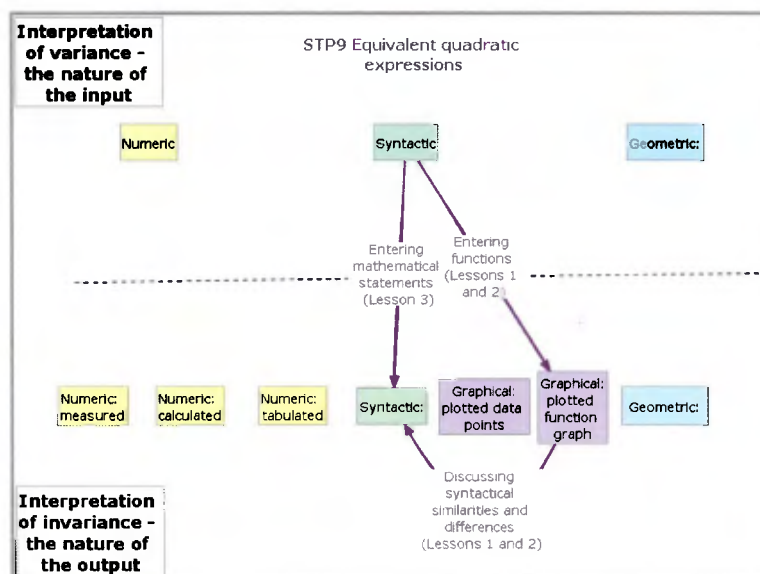 Interpretation
of variance -
the nature of
the input
STP9 Equivalent quadratic
expressions
Numeric
Syntactic
Geometric:
Entering
mathematical
statements
(Lesson 3)
Entering
functions
(Lessons 1
and 2)
Numeric:
measured
Numeric:
calculated
Numeric:
tabulated
Syntactic:
Graphical:
plotted data
points
Graphical:
plotted
function
graph
Geometric:
Discussing
syntactical
similarities and
differences
(Lessons 1 and 2)
Interpretation
of invariance -
the nature of
the output